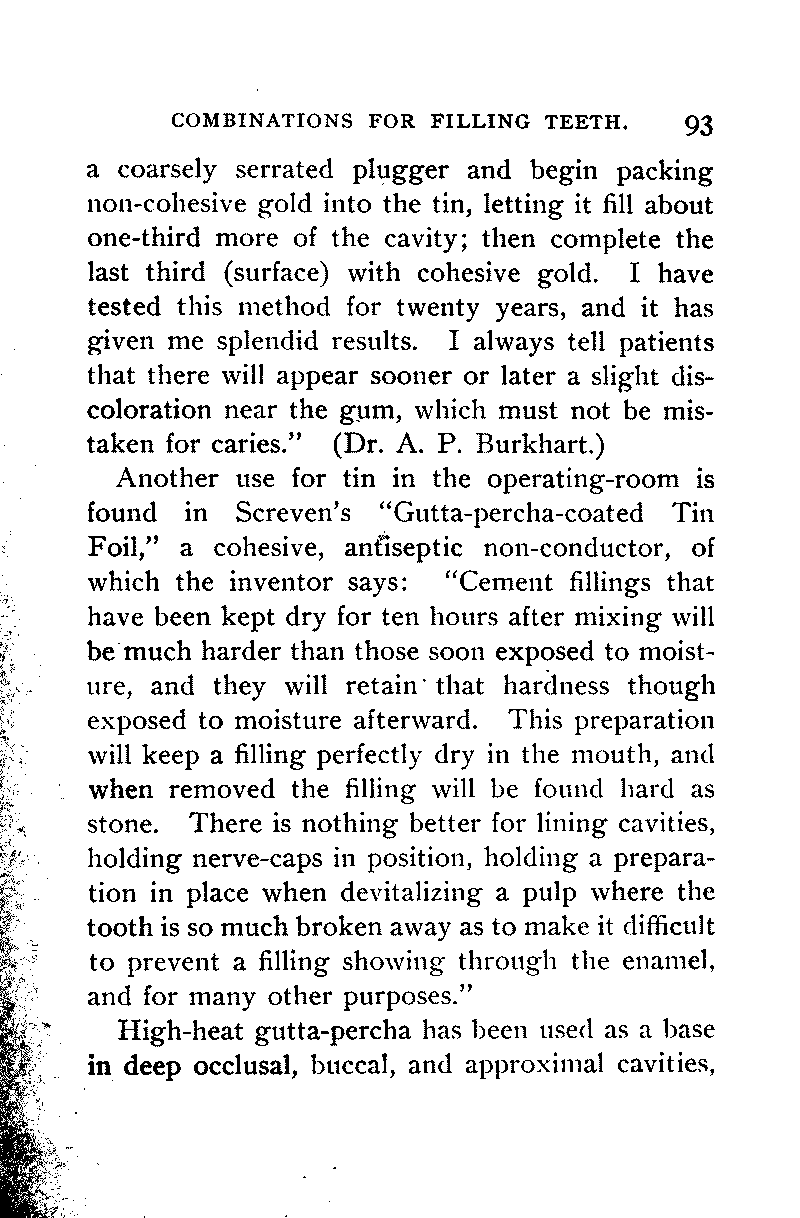 COMBINATIONS FOR FILLING TEETH. 93
a coarsely serrated plugger and begin packing
non-cohesive gold into the tin, letting it fill about
one-third more of the cavity; then complete the
last third (surface) with cohesive gold. I have
tested this method for twenty years, and it has
given me splendid results. I always tell patients
that there will appear sooner or later a slight dis-
coloration near the gum, which must not be mis-
taken for caries." (Dr. A. P. Burkhart.)
Another use for tin in the operating-room is
found in Screven's "Gutta-percha-coated Tin
Foil," a cohesive, antiseptic non-conductor, of
which the inventor says: "Cement fillings that
have been kept dry for ten hours after mixing will
be much harder than those soon exposed to moist-
ure, and they will retain that hardness though
exposed to moisture afterward. This preparation
will keep a filling perfectly dry in the mouth, and
when removed the filling will be found hard as
stone. There is nothing better for lining cavities,
holding nerve-caps in position, holding a prepara-
tion in place when devitalizing a pulp where the
tooth is so much broken away as to make it difficult
to prevent a filling showing through the enamel,
and for many other purposes."
High-heat gutta-percha has been used as a base
in deep occlusal, buccal, and approximal cavities,